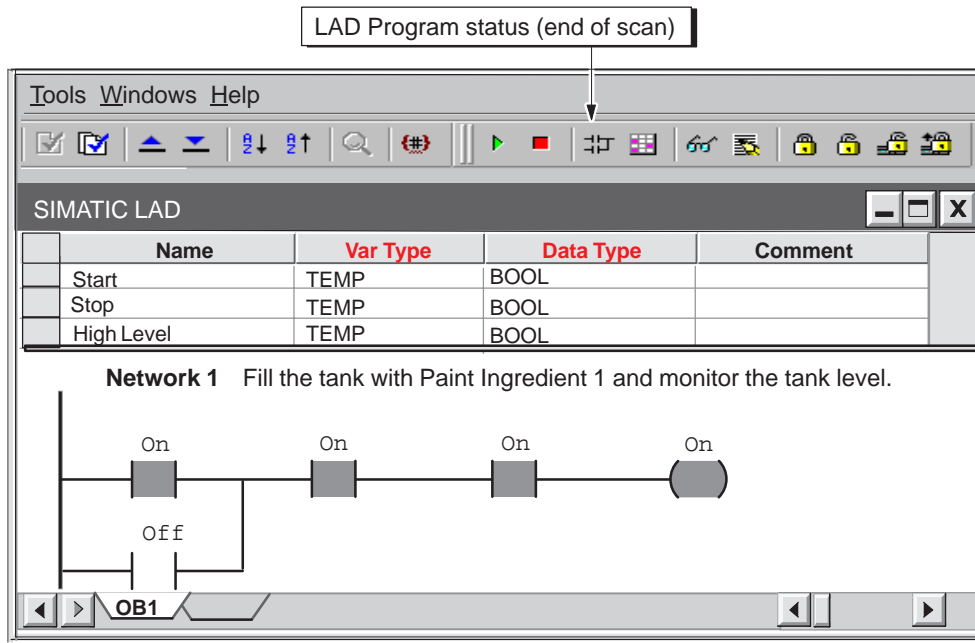 LAD Program status (end of scan)
Tools Windows Help
SIMATIC LAD
Name Var Type Data Type Comment
Start TEMP BOOL
Stop TEMP BOOL
High Level TEMP BOOL
Network 1 Fill the tank with Paint Ingredient 1 and monitor the tank level.
On On On On
Off
OB1